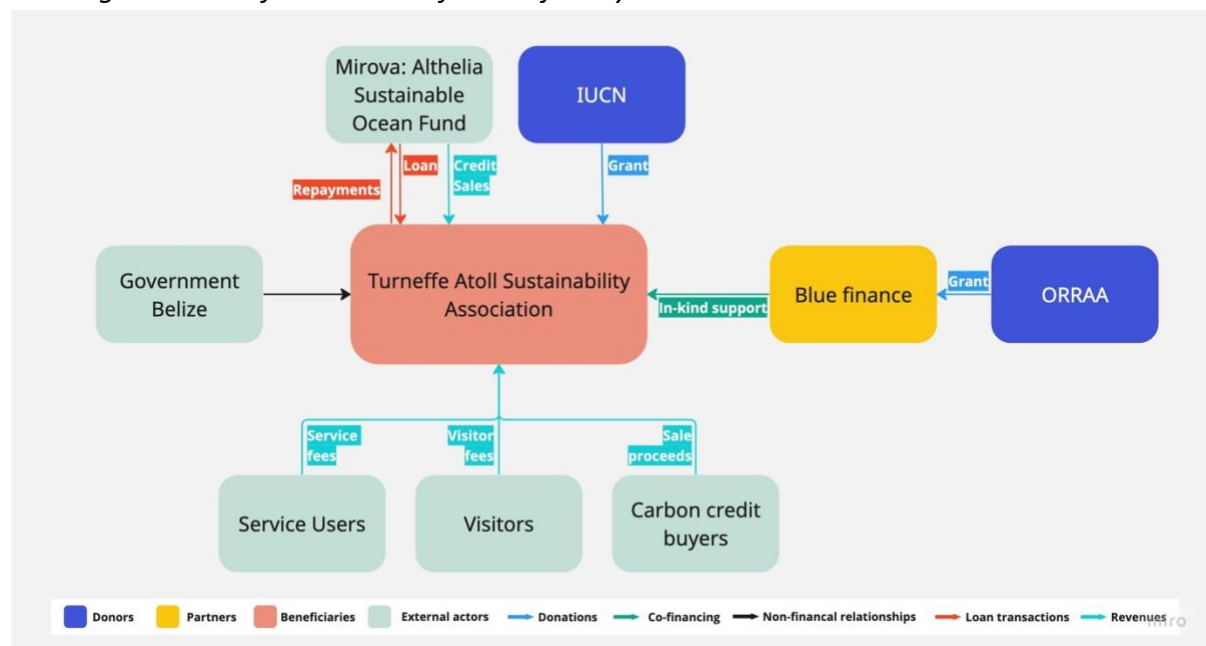 Mirova: Althelia
Sustainable
Ocean Fund
IUCN
Loan
Credit
Sales
Grant
Repayments
Government
Belize
Turneffe Atoll Sustainability
Association
In-kind support
Blue finance
Grant
ORRAA
Service
fees
Visitor
fees
Sale
proceeds
Service Users
Visitors
Carbon credit
buyers
Donors
Partners
Beneficiaries
External actors
Donations
Co-financing
Non-financal relationships
Loan transactions
Revenues
miro